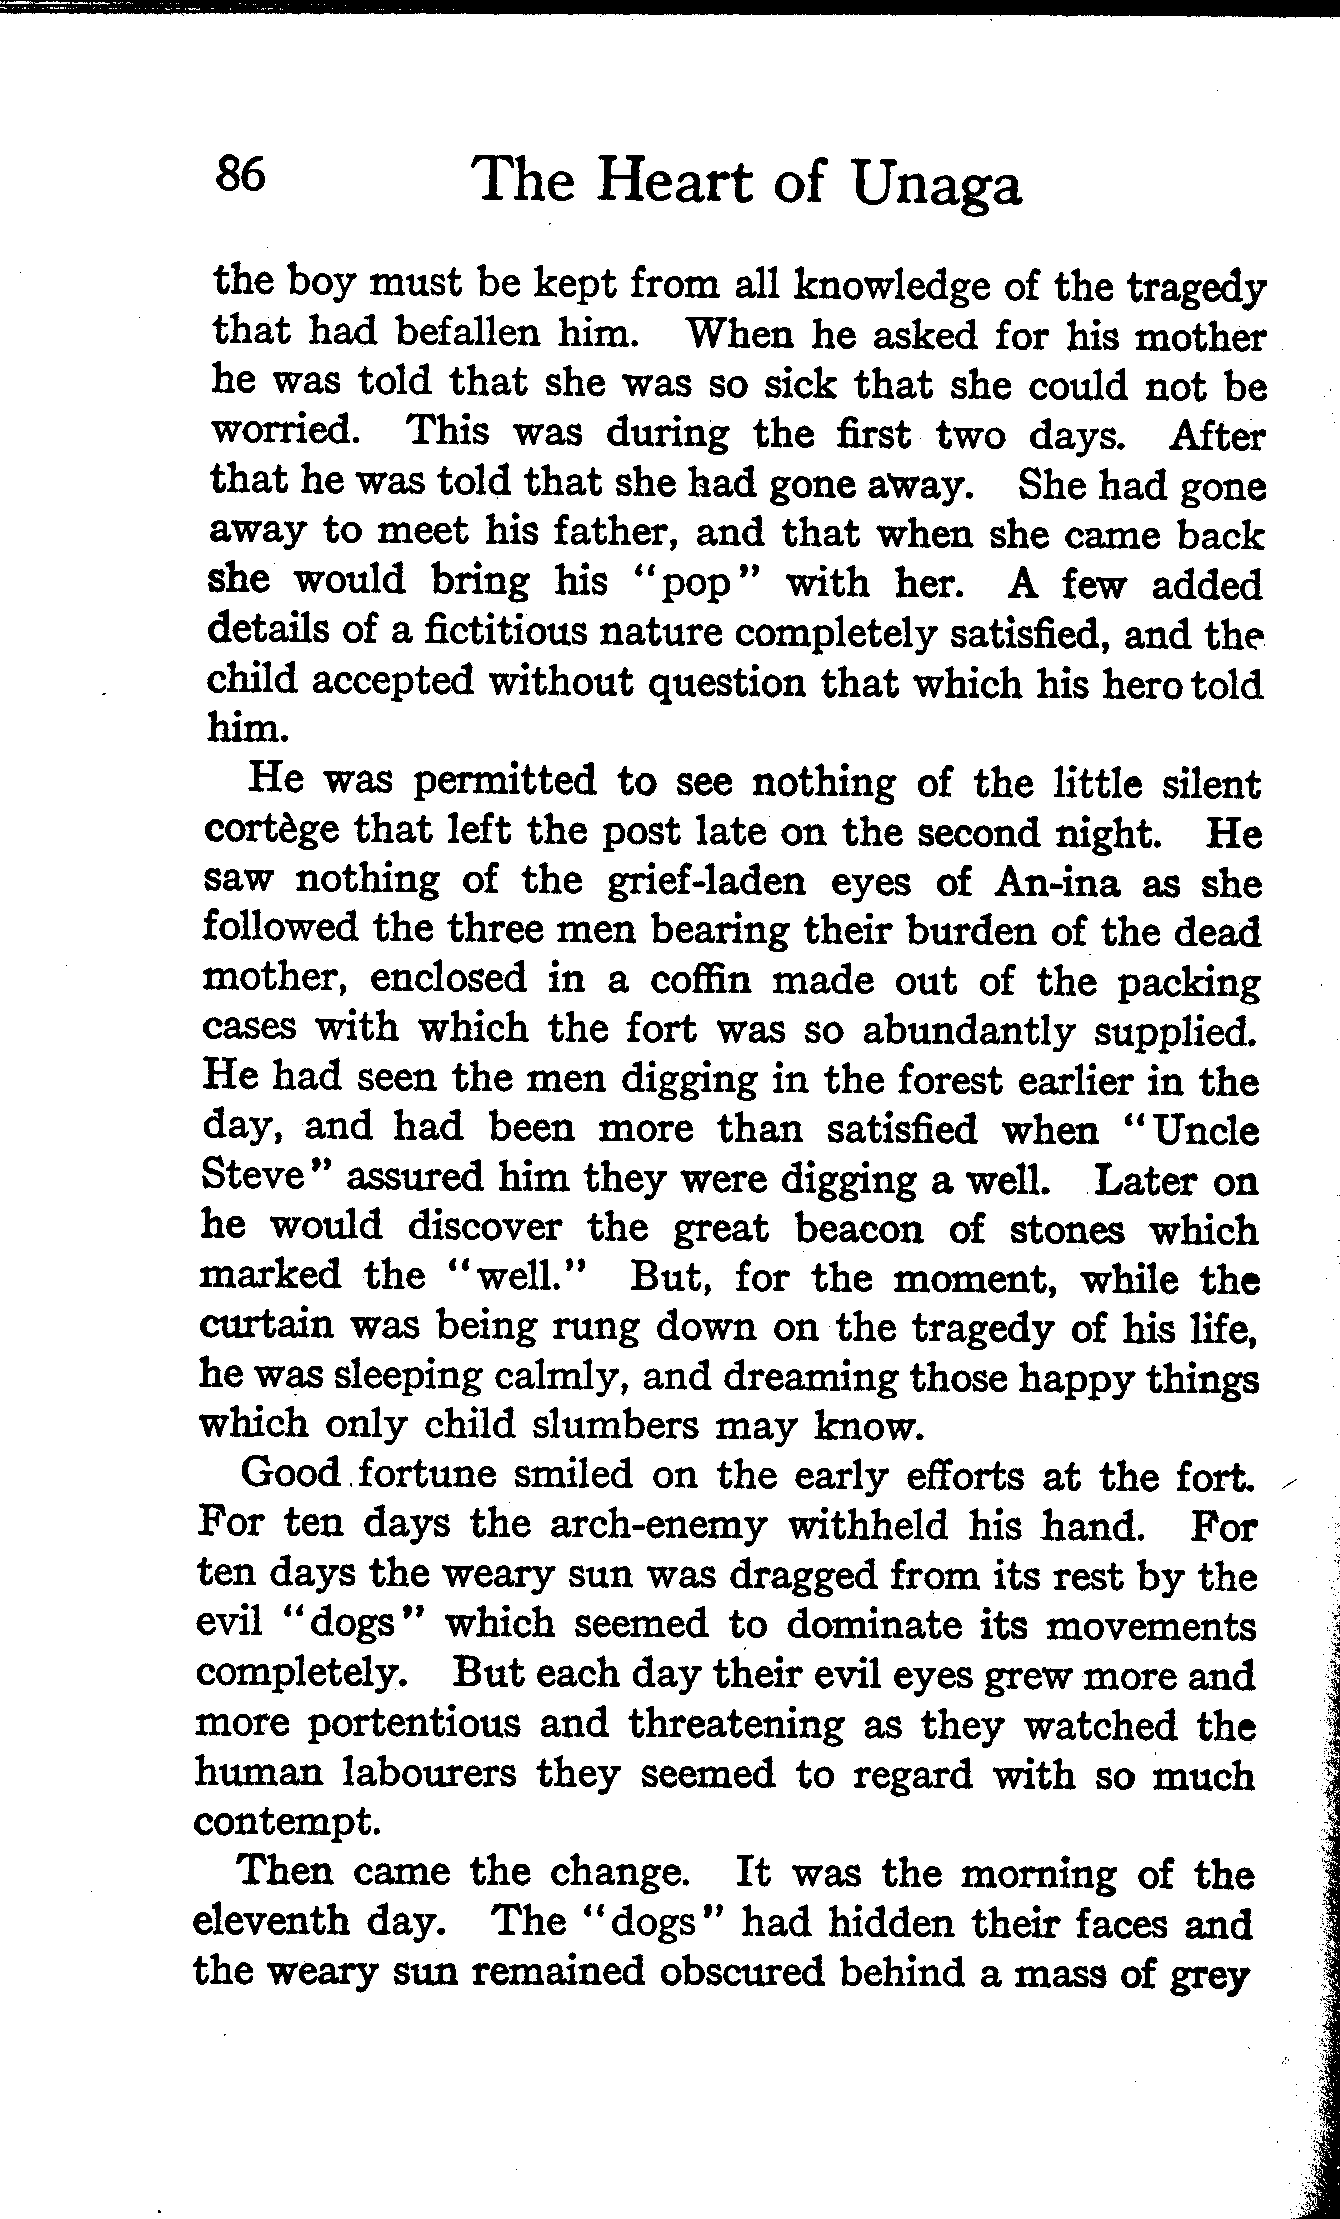 86 The Heart of Unaga
the boy must be kept from all knowledge of the tragedy
that had befallen him. When he asked for his mother
he was told that she was so sick that she could not be
worried. This was during the first two days. After
that he was told that she had gone away. She had gone
away to meet his father, and that when she came back
she would bring his "pop" with her. A few added
details of a fictitious nature completely satisfied, and the
child accepted without question that which his hero told
him.
He was permitted to see nothing of the little silent
cortège that left the post late on the second night. He
saw nothing of the grief-laden eyes of An-ina as she
followed the three men bearing their burden of the dead
mother, enclosed in a coffin made out of the packing
cases with which the fort was so abundantly supplied.
He had seen the men digging in the forest earlier in the
day, and had been more than satisfied when "Uncle
Steve" assured him they were digging a well. Later on
he would discover the great beacon of stones which
marked the "well." But, for the moment, while the
curtain was being rung down on the tragedy of his life,
he was sleeping calmly, and dreaming those happy things
which only child slumbers may know.
Good fortune smiled on the early efforts at the fort.
For ten days the arch-enemy withheld his hand. For
ten days the weary sun was dragged from its rest by the
evil "dogs" which seemed to dominate its movements
completely. But each day their evil eyes grew more and
more portentious and threatening as they watched the
human labourers they seemed to regard with so much
contempt.
Then came the change. It was the morning of the
eleventh day. The "dogs" had hidden their faces and
the weary sun remained obscured behind a mass of grey